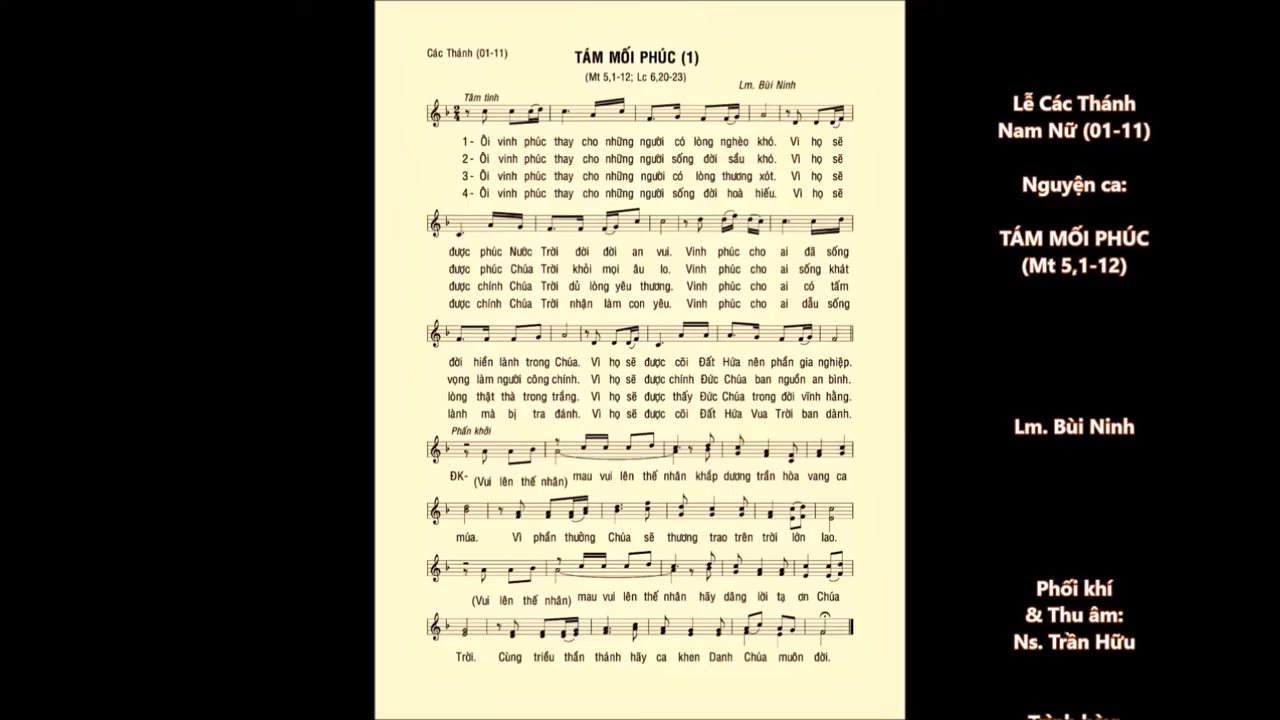 Các Thánh (01-11)
TÁM MỐI PHÚC (1)
(Mt 5,1-12; Lc 6,20-23)
Lm. Bùi Ninh
Tâm tình
1- Ôi vinh phúc thay cho những người có lòng nghèo khó. Vì họ sẽ
2- Ôi vinh phúc thay cho những người sống đời sầu khó. Vì họ sẽ
3- Ôi vinh phúc thay cho những người có lòng thương xót. Vì họ sẽ
4- Ôi vinh phúc thay cho những người sống đời hoà hiếu. Vì họ sẽ
được phúc Nước Trời đời đời an vui. Vinh phúc cho ai đã sống
được phúc Chúa Trời khỏi mọi âu lo. Vinh phúc cho ai sống khát
được chính Chúa Trời dủ lòng yêu thương. Vinh phúc cho ai có tấm
được chính Chúa Trời nhận làm con yêu. Vinh phúc cho ai dẫu sống
đời hiền lành trong Chúa. Vì họ sẽ được cõi Đất Hứa nên phần gia nghiệp.
vọng làm người công chính. Vì họ sẽ được chính Đức Chúa ban nguồn an bình.
lòng thật thà trong trắng. Vì họ sẽ được thấy Đức Chúa trong đời vĩnh hằng.
lành mà bị tra đánh. Vì họ sẽ được cõi Đất Hứa Vua Trời ban dành.
Phấn khởi
ĐK- (Vui lên thế nhân) mau vui lên thế nhân khắp dương trần hòa vang ca
múa. Vì phần thưởng Chúa sẽ thương trao trên trời lớn lao.
(Vui lên thế nhân) mau vui lên thế nhân hãy dâng lời tạ ơn Chúa
Trời. Cùng triều thần thánh hãy ca khen Danh Chúa muôn đời.
Lễ Các Thánh
Nam Nữ (01-11)
Nguyện ca:
TÁM MỐI PHÚC
(Mt 5,1-12)
Lm. Bùi Ninh
Phối khí
& Thu âm:
Ns. Trần Hữu